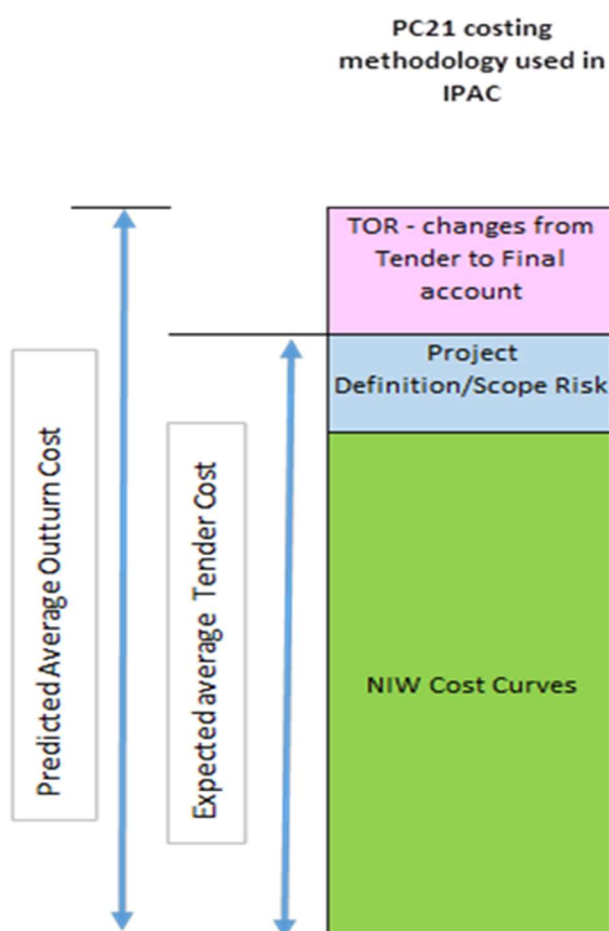 PC21 costing
methodology used in
IPAC
TOR - changes from
Tender to Final
account
Project
Definition/Scope Risk
NIW Cost Curves
Predicted Average Outturn Cost
Expected average Tender Cost